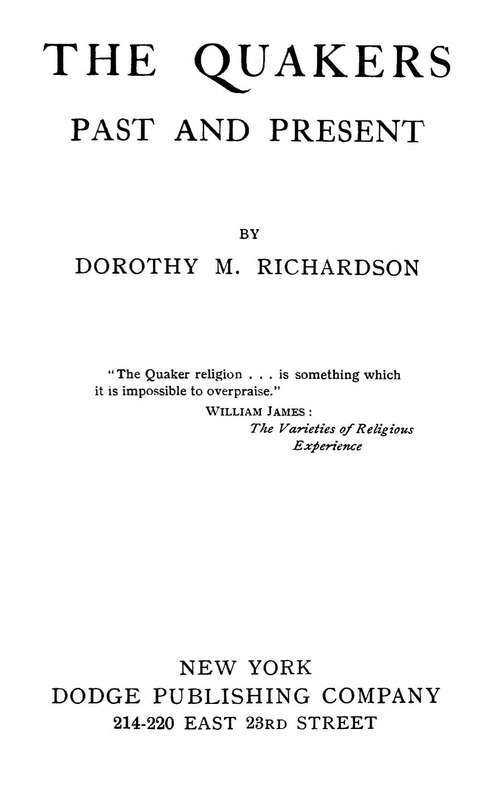 THE QUAKERS
PAST AND PRESENT
BY
DOROTHY M. RICHARDSON
"The Quaker religion . . . is something which
it is impossible to overpraise."
WILLIAM JAMES:
The Varieties of Religious
Experience
NEW YORK
DODGE PUBLISHING COMPANY
214-220 EAST 23RD STREET